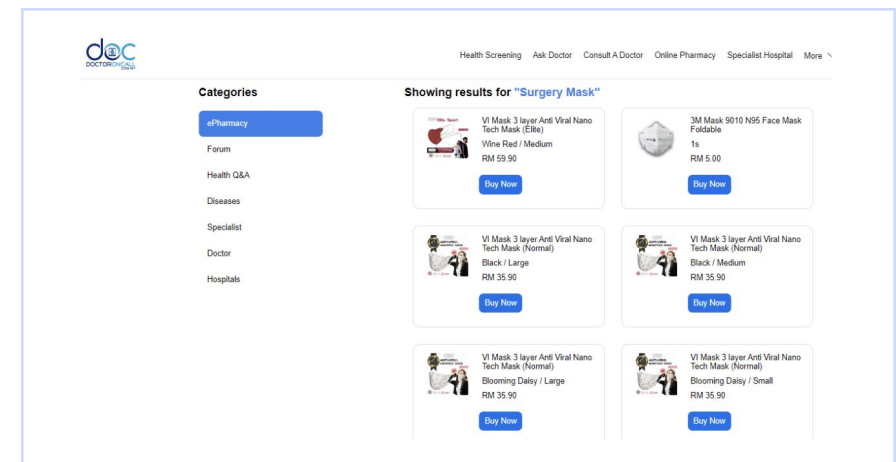 doc
DOCTORONCALL
Health Screening Ask Doctor Consult A Doctor Online Pharmacy Specialist Hospital More
Categories
ePharmacy
Forum
Health Q&A
Diseases
Specialist
Doctor
Hospitals
Showing results for "Surgery Mask"
VI Mask 3 layer Anti Viral Nano
Tech Mask (Elite)
Wine Red / Medium
RM 59.90
Buy Now
3M Mask 9010 N95 Face Mask
Foldable
1s
RM 5.00
Buy Now
VI Mask 3 layer Anti Viral Nano
Tech Mask (Normal)
Black / Large
RM 35.90
Buy Now
VI Mask 3 layer Anti Viral Nano
Tech Mask (Normal)
Black / Medium
RM 35.90
Buy Now
VI Mask 3 layer Anti Viral Nano
Tech Mask (Normal)
Blooming Daisy / Large
RM 35.90
Buy Now
VI Mask 3 layer Anti Viral Nano
Tech Mask (Normal)
Blooming Daisy / Small
RM 35.90
Buy Now